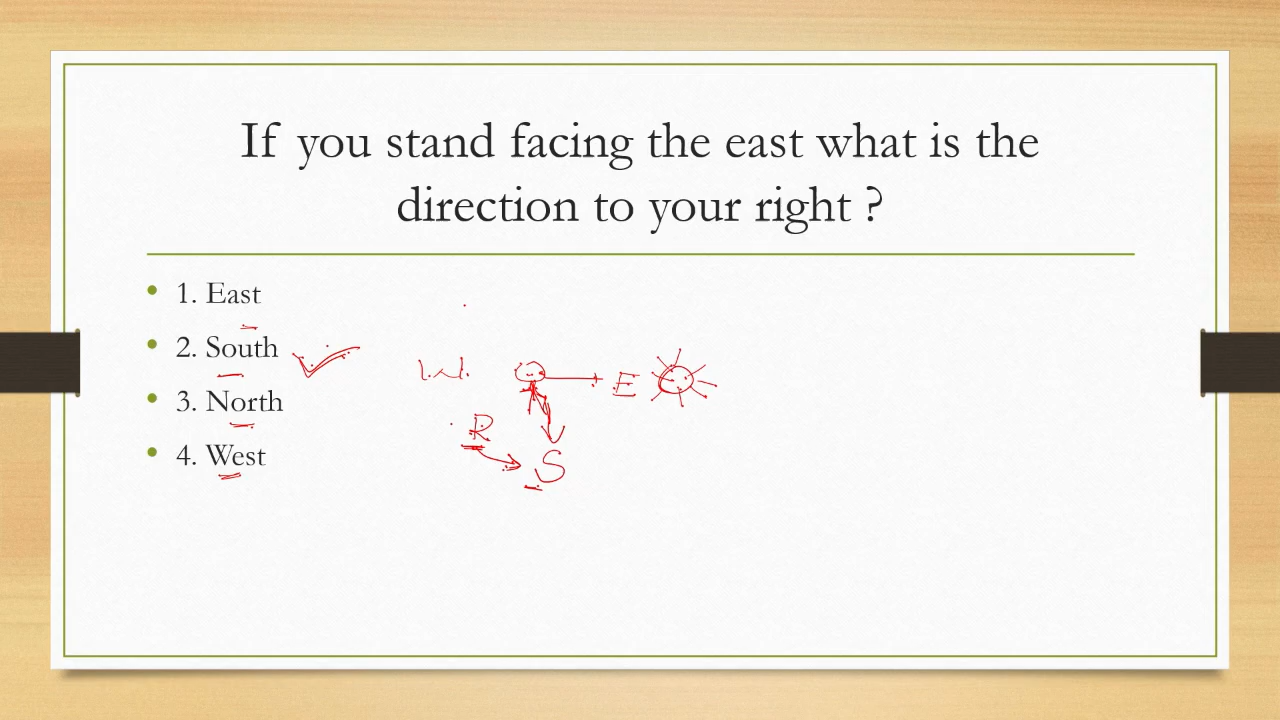 If you stand facing the east what is the
direction to your right ?
1. East
2. South
3. North
4. West
W.
E
R
S